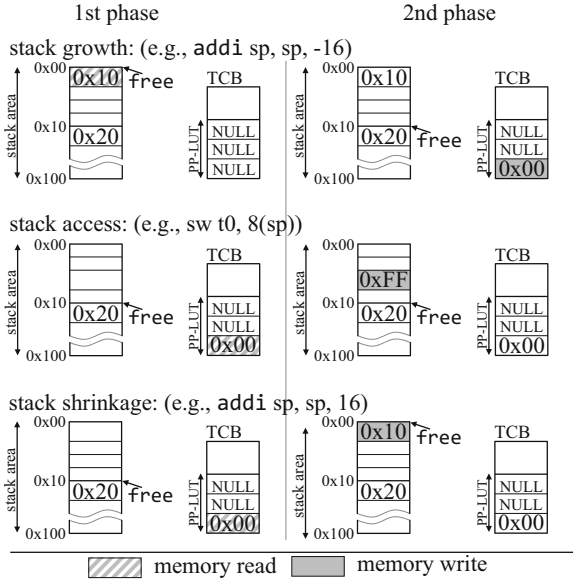 1st phase 2nd phase
stack growth: (e.g., addi sp, sp, -16)
0x00 0x10 free TCB 0x00 0x10 TCB
stack area
0x10 0x20 NULL 0x10 0x20 free NULL
PP-LUT
NULL NULL
0x100 NULL 0x100 0x00
stack area PP-LUT
stack access: (e.g., sw t0, 8(sp))
0x00 TCB 0x00 TCB
stack area
0xFF
0x10 0x20 free NULL 0x10 0x20 free NULL
PP-LUT
NULL NULL
0x100 0x00 0x100 0x00
stack area PP-LUT
stack shrinkage: (e.g., addi sp, sp, 16)
0x00 TCB 0x00 0x10 free TCB
stack area
0x10 0x20 free NULL 0x10 0x20 NULL
PP-LUT
NULL NULL
0x100 0x00 0x100 0x00
stack area PP-LUT
memory read memory write